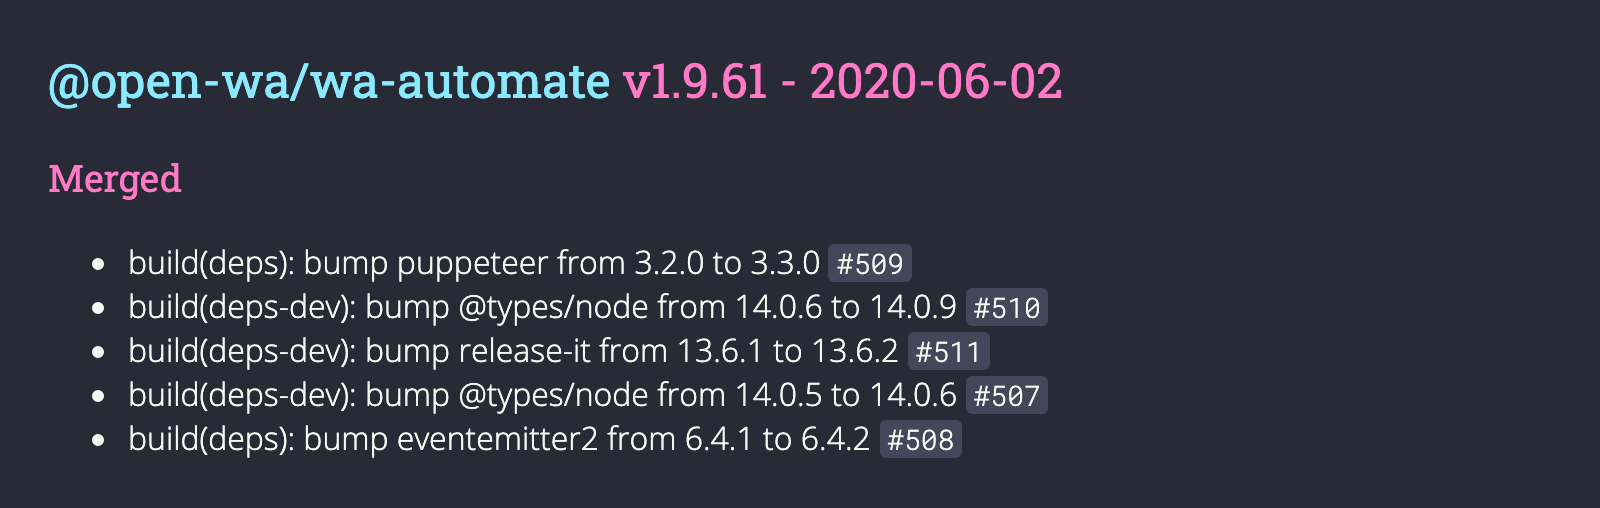 @open-wa/wa-automate v1.9.61 - 2020-06-02
Merged
build(deps): bump puppeteer from 3.2.0 to 3.3.0 #509
build(deps-dev): bump @types/node from 14.0.6 to 14.0.9 #510
build(deps-dev): bump release-it from 13.6.1 to 13.6.2 #511
build(deps-dev): bump @types/node from 14.0.5 to 14.0.6 #507
build(deps): bump eventemitter2 from 6.4.1 to 6.4.2 #508